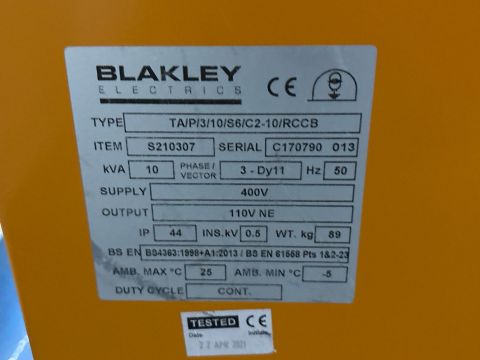 BLAKLEY
ELECTRICS
CE
TYPE TA/P/3/10/S6/C2-10/RCCB
ITEM S210307 SERIAL C170790 013
kVA 10 PHASE/ VECTOR 3 - Dy11 Hz 50
SUPPLY 400V
OUTPUT 110V NE
IP 44 INS.kV 0.5 WT. kg 89
BS EN BS4363:1998+A1:2013 / BS EN 61558 Pts 1&2-23
AMB. MAX °C 25 AMB. MIN °C -5
DUTY CYCLE CONT.
TESTED CE
Date Initials
22 APR 2021